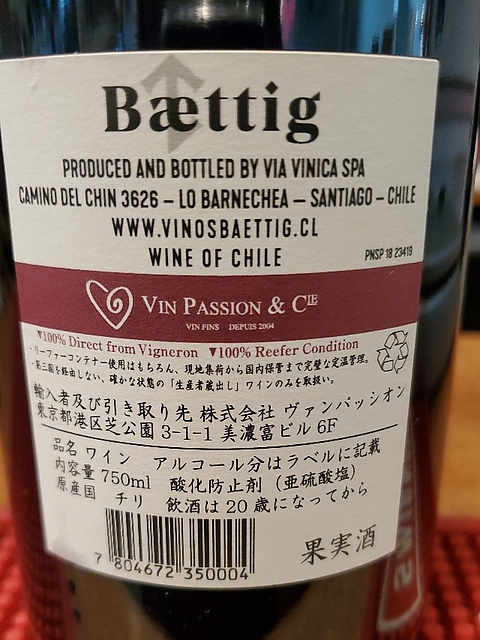 Bættig
PRODUCED AND BOTTLED BY VIA VINICA SPA
CAMINO DEL CHIN 3626 – LO BARNECHEA – SANTIAGO – CHILE
WWW.VINOSBAETTIG.CL
WINE OF CHILE
PNSP 18 23419
VIN PASSION & CIE
VIN FINS DEPUIS 2004
▼100% Direct from Vigneron ▼100% Reefer Condition
・リーファーコンテナー使用はもちろん、現地集荷から国内保管まで完璧な定温管理。
・第三国を経由しない、確かな状態の「生産者蔵出し」ワインのみを取扱い。
輸入者及び引き取り先 株式会社 ヴァンパッシオン
東京都港区芝公園 3-1-1 美濃富ビル 6F
品名 ワイン アルコール分はラベルに記載
内容量 750ml 酸化防止剤（亜硫酸塩）
原産国 チリ 飲酒は 20 歳になってから
果実酒
7 804672 350004